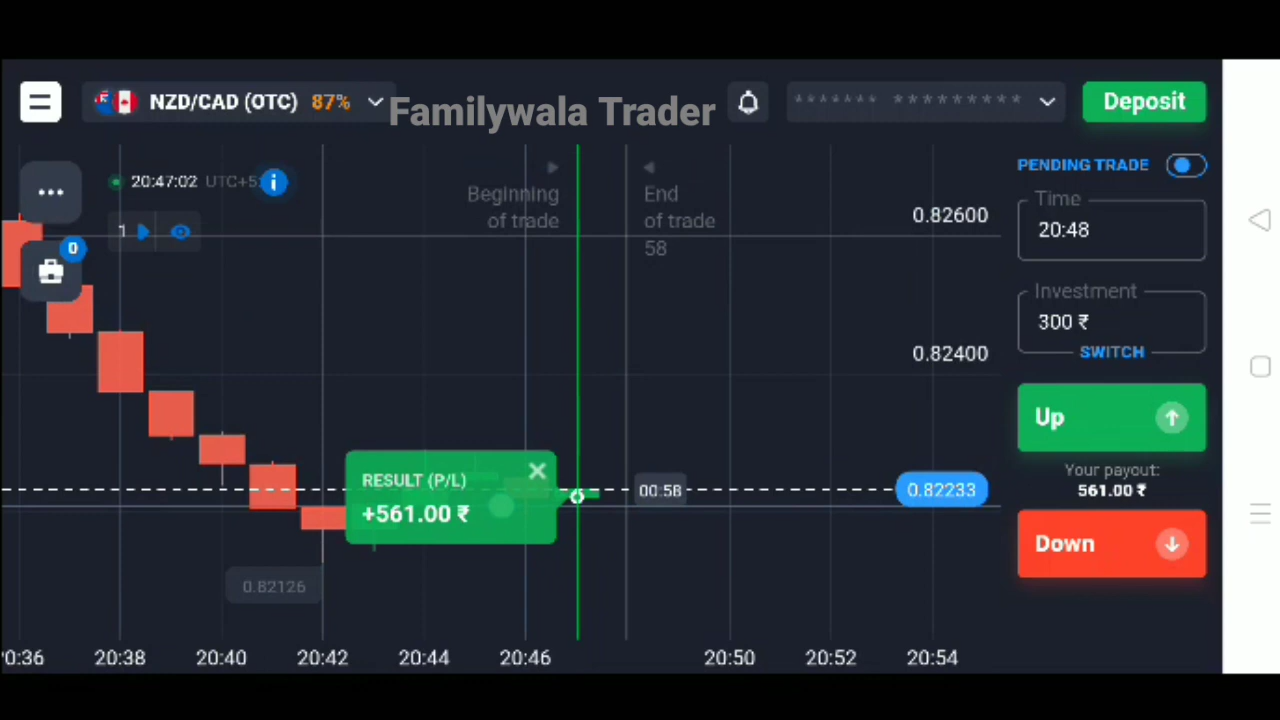 NZD/CAD (OTC) 87%
Familywala Trader
******* *********
Deposit
20:47:02 UTC+5
PENDING TRADE
Time
20:48
Beginning
of trade
End
of trade
58
0.82600
1
0
Investment
300 ₹
SWITCH
0.82400
Up
Your payout:
561.00 ₹
RESULT (P/L)
+561.00 ₹
00:58
0.82233
Down
0.82126
0:36
20:38
20:40
20:42
20:44
20:46
20:50
20:52
20:54